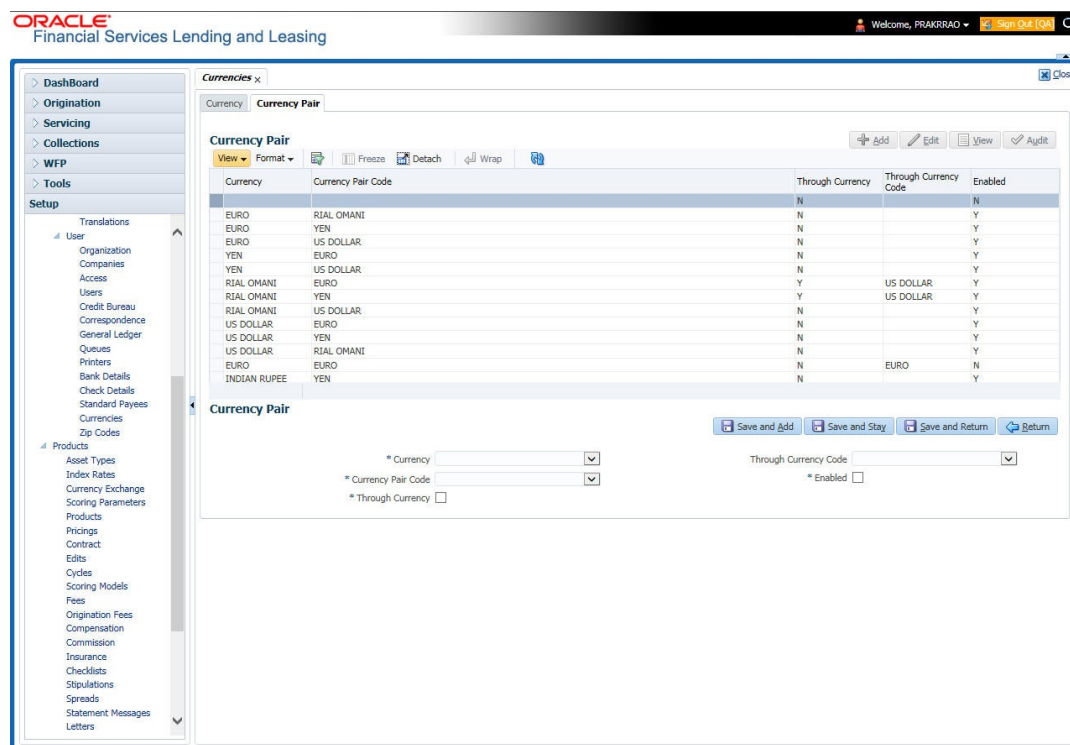 ORACLE
Financial Services Lending and Leasing
Welcome, PRAKRRAO
Sign Out [QA]
DashBoard
Origination
Servicing
Collections
WFP
Tools
Setup
Translations
User
Organization
Companies
Access
Users
Credit Bureau
Correspondence
General Ledger
Queues
Printers
Bank Details
Check Details
Standard Payees
Currencies
Zip Codes
Products
Asset Types
Index Rates
Currency Exchange
Scoring Parameters
Products
Pricings
Contract
Edits
Cycles
Scoring Models
Fees
Origination Fees
Compensation
Commission
Insurance
Checklists
Stipulations
Spreads
Statement Messages
Letters
Currencies x
Clos
Currency Currency Pair
Currency Pair
Add Edit View Audit
View Format Freeze Detach Wrap
Currency Currency Pair Code Through Currency Through Currency Code Enabled
N N
EURO RIAL OMANI N Y
EURO YEN N Y
EURO US DOLLAR N Y
YEN EURO N Y
YEN US DOLLAR N Y
RIAL OMANI EURO Y US DOLLAR Y
RIAL OMANI YEN Y US DOLLAR Y
RIAL OMANI US DOLLAR N Y
US DOLLAR EURO N Y
US DOLLAR YEN N Y
US DOLLAR RIAL OMANI N Y
EURO EURO N EURO N
INDIAN RUPEE YEN N Y
Currency Pair
Save and Add Save and Stay Save and Return Return
* Currency
Through Currency Code
* Currency Pair Code
* Enabled
* Through Currency